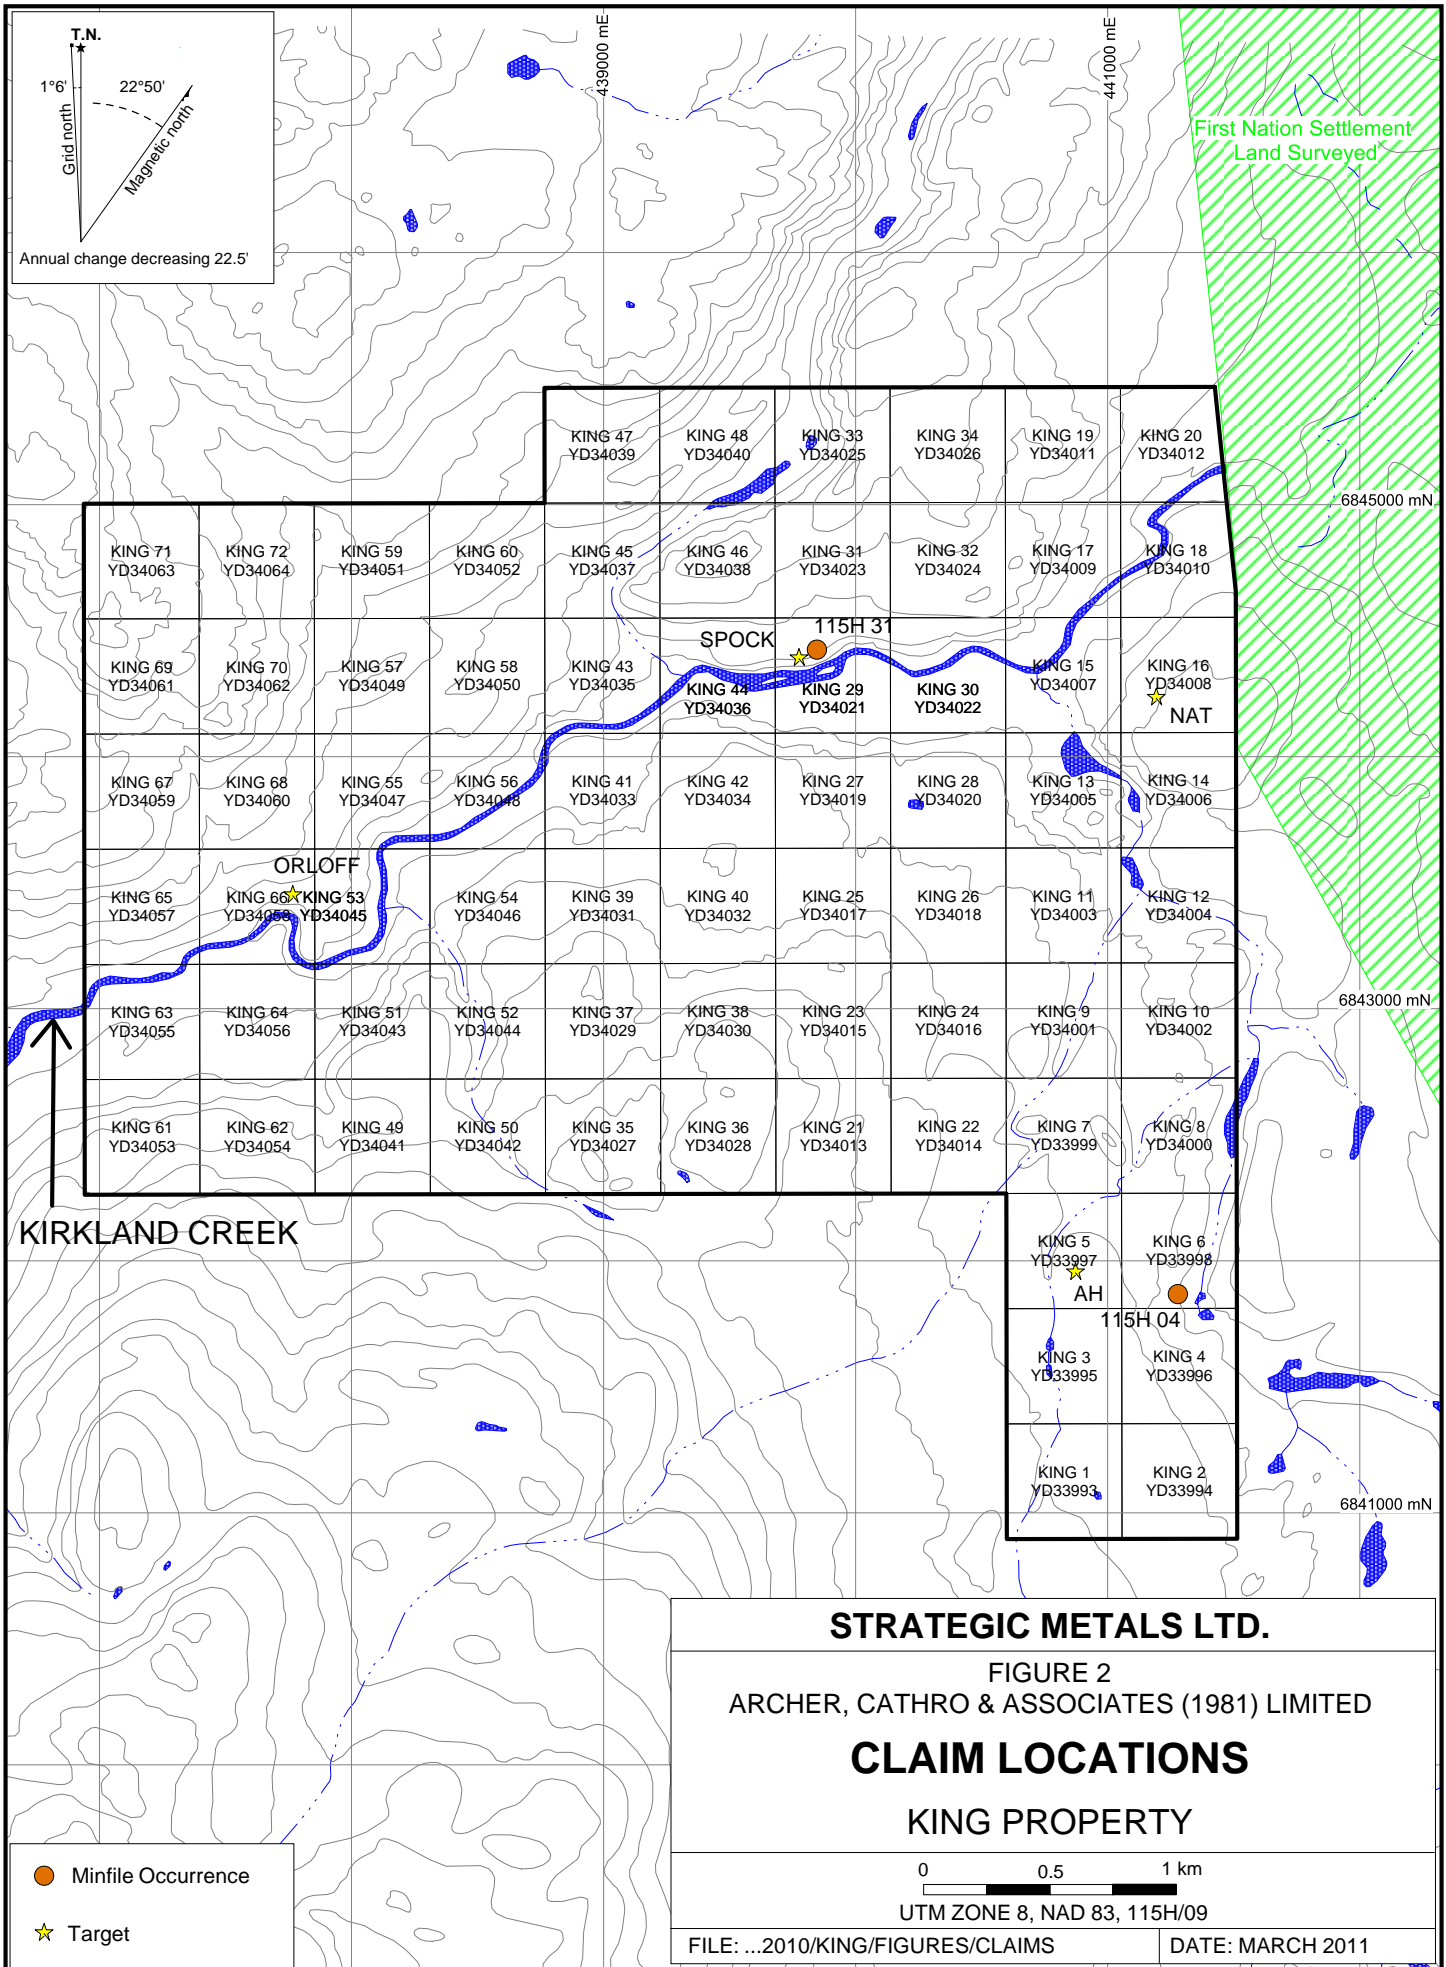 T.N.
1°6'
22°50'
Grid north
Magnetic north
Annual change decreasing 22.5'
439000 mE
441000 mE
First Nation Settlement
Land Surveyed
KING 47
YD34039
KING 48
YD34040
KING 33
YD34025
KING 34
YD34026
KING 19
YD34011
KING 20
YD34012
6845000 mN
KING 71
YD34063
KING 72
YD34064
KING 59
YD34051
KING 60
YD34052
KING 45
YD34037
KING 46
YD34038
KING 31
YD34023
KING 32
YD34024
KING 17
YD34009
KING 18
YD34010
SPOCK
115H 31
KING 69
YD34061
KING 70
YD34062
KING 57
YD34049
KING 58
YD34050
KING 43
YD34035
KING 44
YD34036
KING 29
YD34021
KING 30
YD34022
KING 15
YD34007
KING 16
YD34008
NAT
KING 67
YD34059
KING 68
YD34060
KING 55
YD34047
KING 56
YD34048
KING 41
YD34033
KING 42
YD34034
KING 27
YD34019
KING 28
YD34020
KING 13
YD34005
KING 14
YD34006
ORLOFF
KING 65
YD34057
KING 66
YD34058
KING 53
YD34045
KING 54
YD34046
KING 39
YD34031
KING 40
YD34032
KING 25
YD34017
KING 26
YD34018
KING 11
YD34003
KING 12
YD34004
6843000 mN
KING 63
YD34055
KING 64
YD34056
KING 51
YD34043
KING 52
YD34044
KING 37
YD34029
KING 38
YD34030
KING 23
YD34015
KING 24
YD34016
KING 9
YD34001
KING 10
YD34002
KING 61
YD34053
KING 62
YD34054
KING 49
YD34041
KING 50
YD34042
KING 35
YD34027
KING 36
YD34028
KING 21
YD34013
KING 22
YD34014
KING 7
YD33999
KING 8
YD34000
KIRKLAND CREEK
KING 5
YD33997
KING 6
YD33998
AH
115H 04
KING 3
YD33995
KING 4
YD33996
KING 1
YD33993
KING 2
YD33994
6841000 mN
STRATEGIC METALS LTD.
FIGURE 2
ARCHER, CATHRO & ASSOCIATES (1981) LIMITED
CLAIM LOCATIONS
KING PROPERTY
0 0.5 1 km
UTM ZONE 8, NAD 83, 115H/09
FILE: ...2010/KING/FIGURES/CLAIMS
DATE: MARCH 2011
Minfile Occurrence
Target